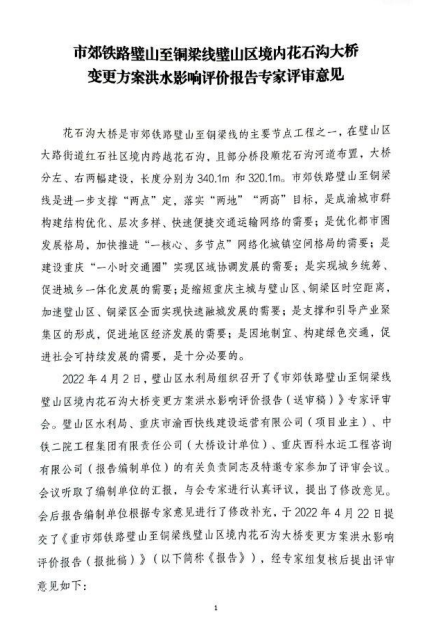 市郊铁路璧山至铜梁线璧山区境内花石沟大桥
变更方案洪水影响评价报告专家评审意见
花石沟大桥是市郊铁路璧山至铜梁线的主要节点工程之一，在璧山区
大路街道红石社区境内跨越花石沟，且部分桥段顺花石沟河道布置，大桥
分左、右两幅建设，长度分别为340.1m 和 320.1m。市郊铁路璧山至铜梁
线是进一步支撑“两点”定，落实“两地”“两高”目标，是成渝城市群
构建结构优化、层次多样、快速便捷交通运输网络的需要；是优化都市圈
发展格局，加快推进“一核心、多节点”网络化城镇空间格局的需要；是
建设重庆“一小时交通圈”实现区域协调发展的需要；是实现城乡统筹、
促进城乡一体化发展的需要；是缩短重庆主城与璧山区、铜梁区时空距离，
加速璧山区、铜梁区全面实现快速融城发展的需要；是支撑和引导产业聚
集区的形成，促进地区经济发展的需要；是因地制宜、构建绿色交通，促
进社会可持续发展的需要，是十分必要的。
2022 年 4 月 2 日，璧山区水利局组织召开了《市郊铁路璧山至铜梁线
璧山区境内花石沟大桥变更方案洪水影响评价报告（送审稿）》专家评审
会。璧山区水利局、重庆市渝西快线建设运营有限公司（项目业主）、中
铁二院工程集团有限责任公司（大桥设计单位）、重庆西科水运工程咨询
有限公司（报告编制单位）的有关负责同志及特邀专家参加了评审会议。
会议听取了编制单位的汇报，与会专家进行认真评议，提出了修改意见。
会后报告编制单位根据专家意见进行了修改补充，于 2022 年 4 月 22 日提
交了《重市郊铁路璧山至铜梁线璧山区境内花石沟大桥变更方案洪水影响
评价报告（报批稿）》（以下简称《报告》），经专家组复核后提出评审
意见如下：
1